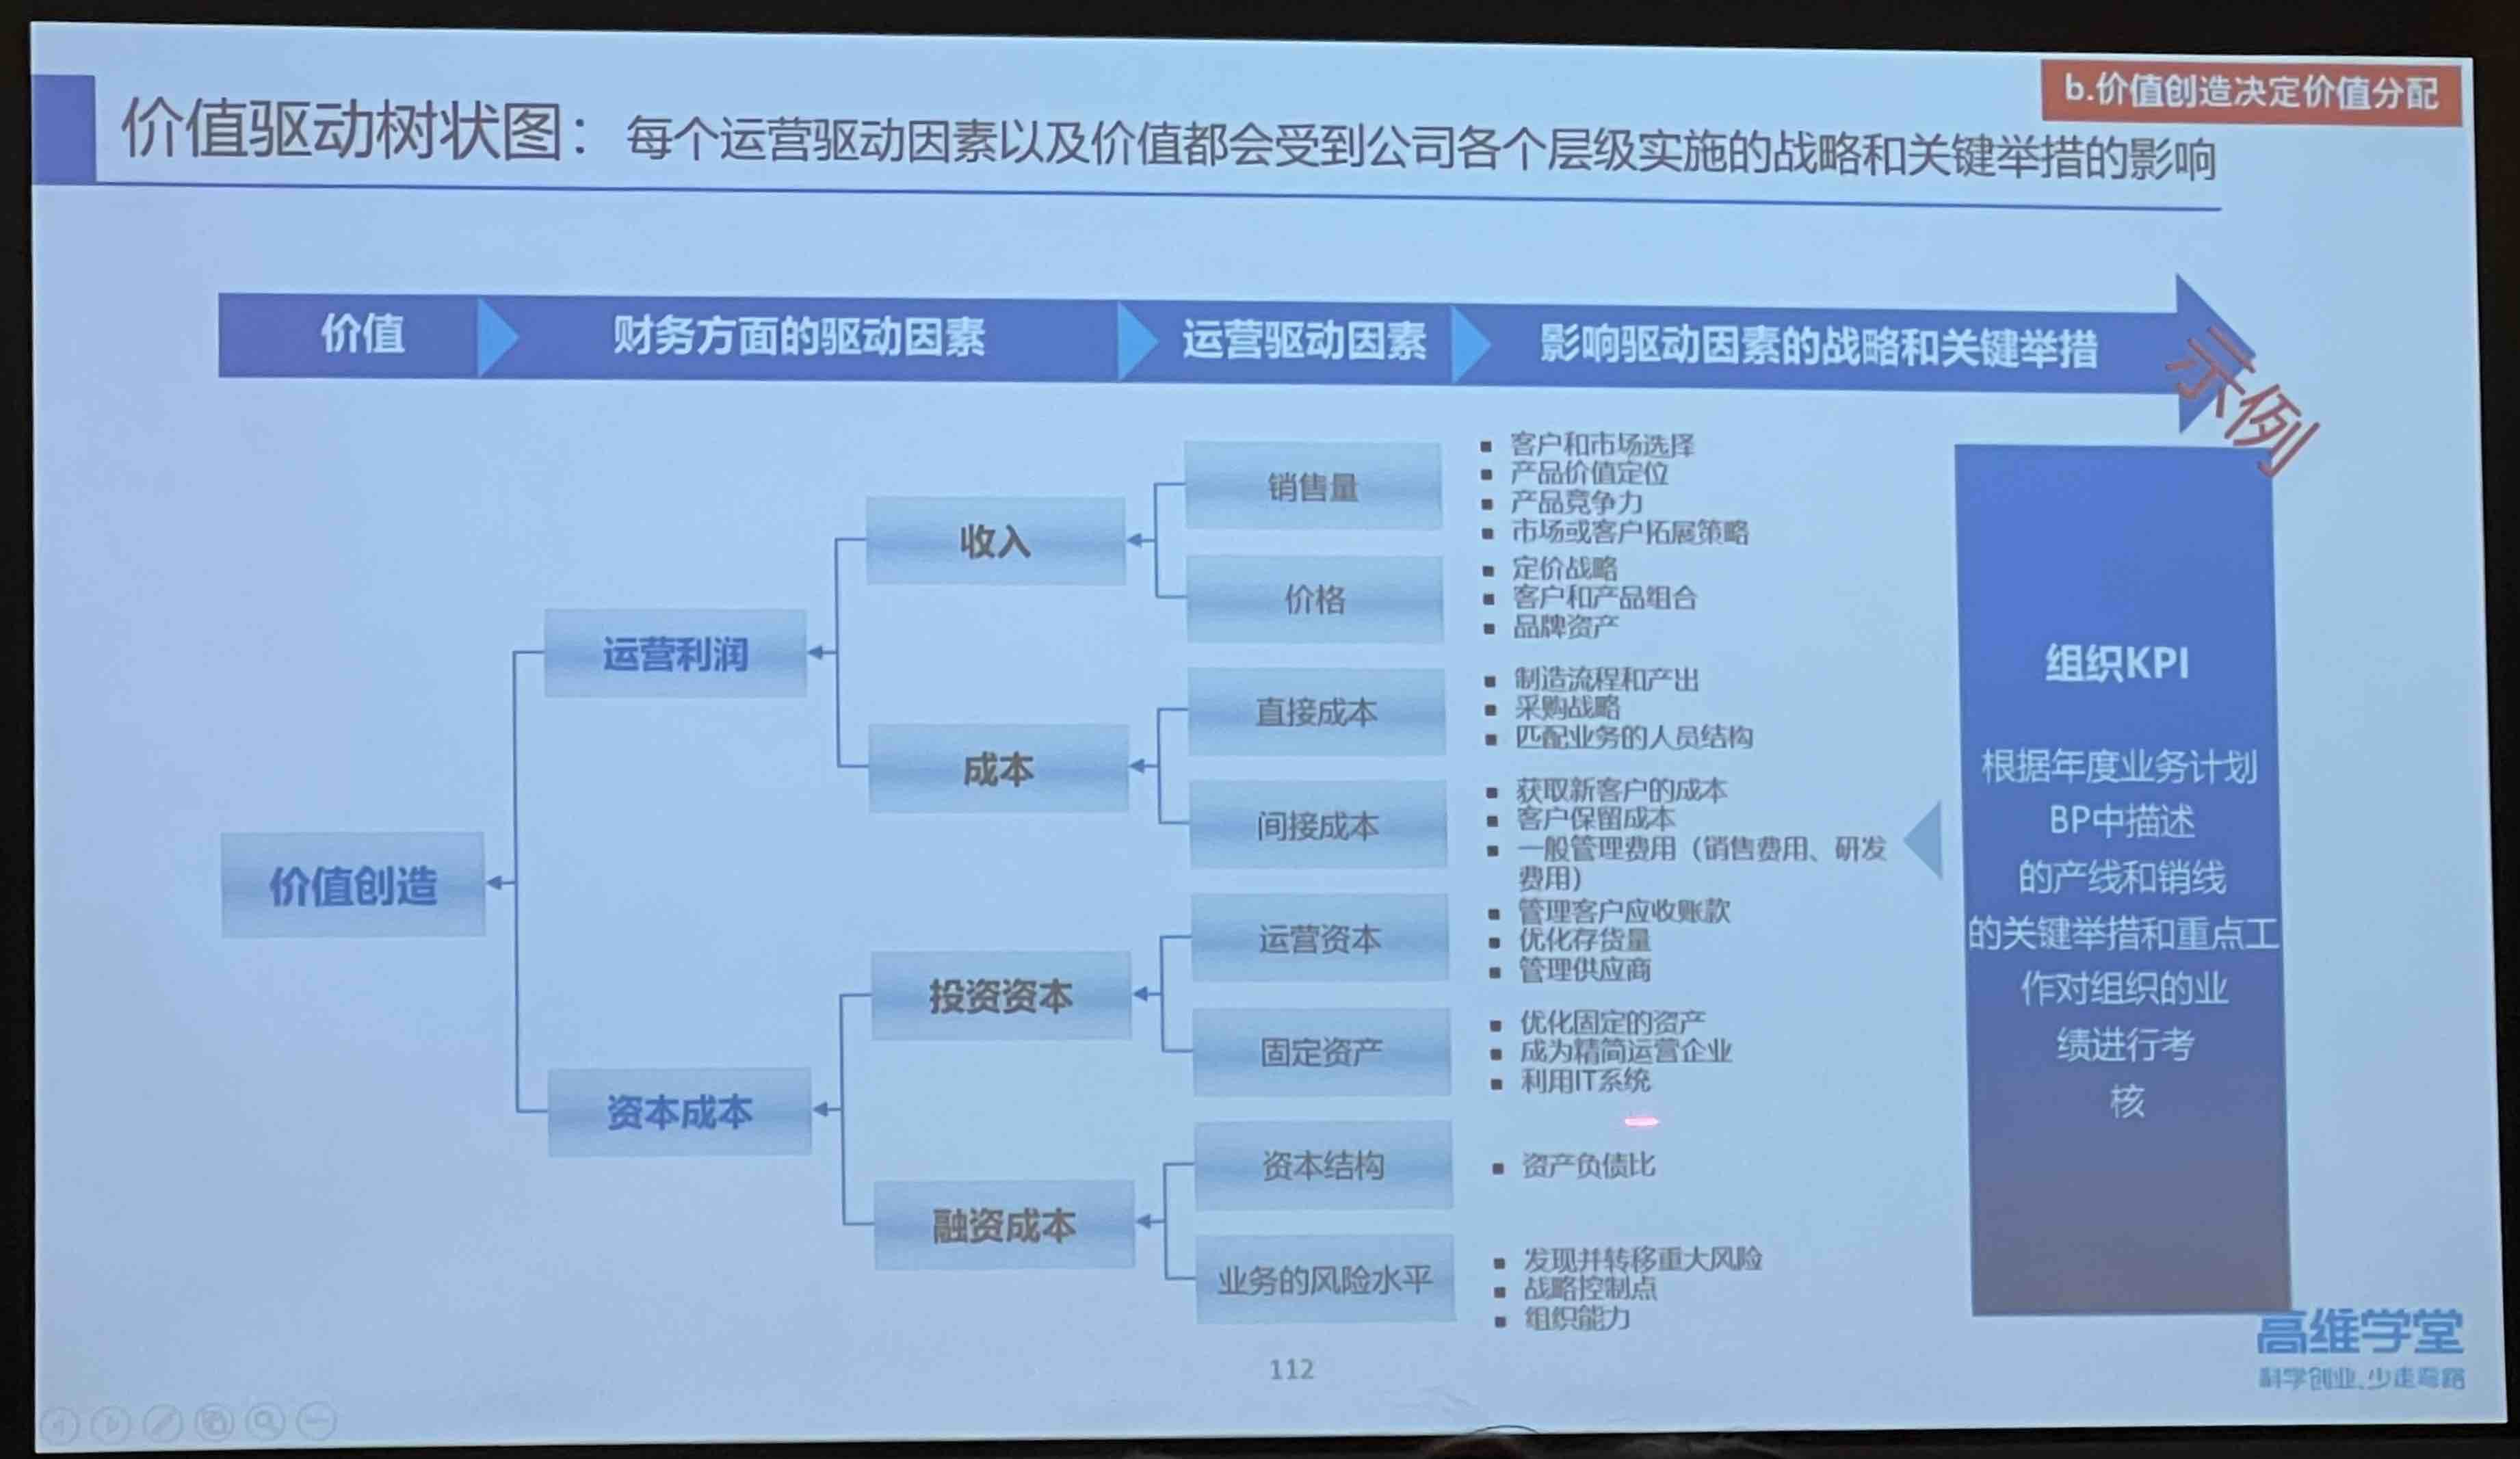 b.价值创造决定价值分配
价值驱动树状图：每个运营驱动因素以及价值都会受到公司各个层级实施的战略和关键举措的影响
价值
财务方面的驱动因素
运营驱动因素
影响驱动因素的战略和关键举措
示例
价值创造
运营利润
资本成本
收入
成本
投资资本
融资成本
销售量
▪ 客户和市场选择
▪ 产品价值定位
▪ 产品竞争力
▪ 市场或客户拓展策略
价格
▪ 定价战略
▪ 客户和产品组合
▪ 品牌资产
直接成本
▪ 制造流程和产出
▪ 采购战略
▪ 匹配业务的人员结构
间接成本
▪ 获取新客户的成本
▪ 客户保留成本
▪ 一般管理费用（销售费用、研发
费用）
运营资本
▪ 管理客户应收账款
▪ 优化存货量
▪ 管理供应商
固定资产
▪ 优化固定的资产
▪ 成为精简运营企业
▪ 利用IT系统
资本结构
▪ 资产负债比
业务的风险水平
▪ 发现并转移重大风险
▪ 战略控制点
▪ 组织能力
组织KPI
根据年度业务计划
BP中描述
的产线和销线
的关键举措和重点工
作对组织的业
绩进行考
核
112
高维学堂
科学创业、少走弯路